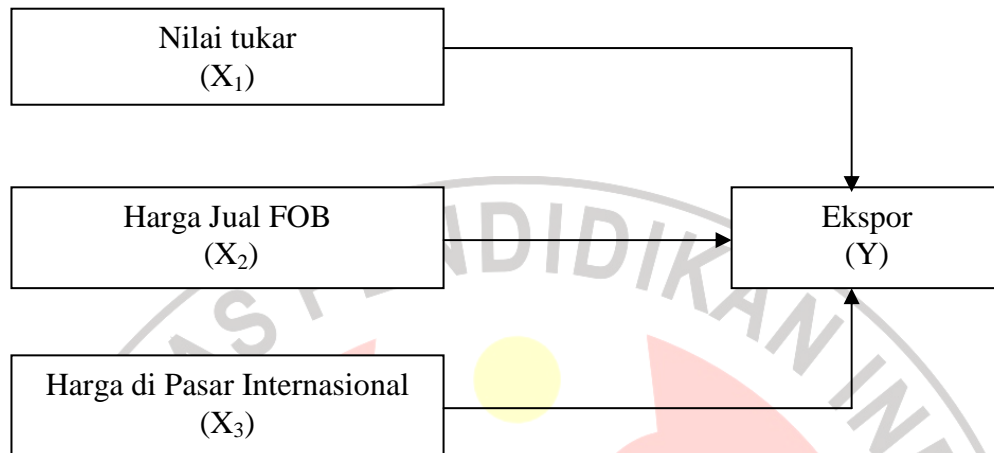 Nilai tukar
(X₁)
Harga Jual FOB
(X₂)
Ekspor
(Y)
Harga di Pasar Internasional
(X₃)